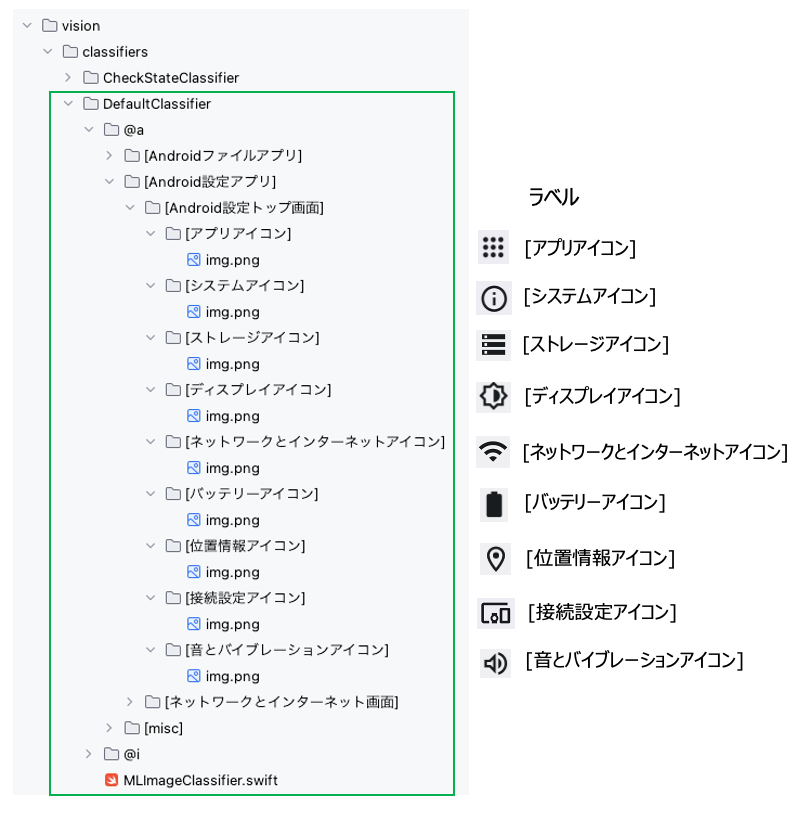 vision
classifiers
CheckStateClassifier
DefaultClassifier
@a
[Androidファイルアプリ]
[Android設定アプリ]
[Android設定トップ画面]
[アプリアイコン]
img.png
[システムアイコン]
img.png
[ストレージアイコン]
img.png
[ディスプレイアイコン]
img.png
[ネットワークとインターネットアイコン]
img.png
[バッテリーアイコン]
img.png
[位置情報アイコン]
img.png
[接続設定アイコン]
img.png
[音とバイブレーションアイコン]
img.png
[ネットワークとインターネット画面]
[misc]
@i
MLImageClassifier.swift
ラベル
[アプリアイコン]
[システムアイコン]
[ストレージアイコン]
[ディスプレイアイコン]
[ネットワークとインターネットアイコン]
[バッテリーアイコン]
[位置情報アイコン]
[接続設定アイコン]
[音とバイブレーションアイコン]